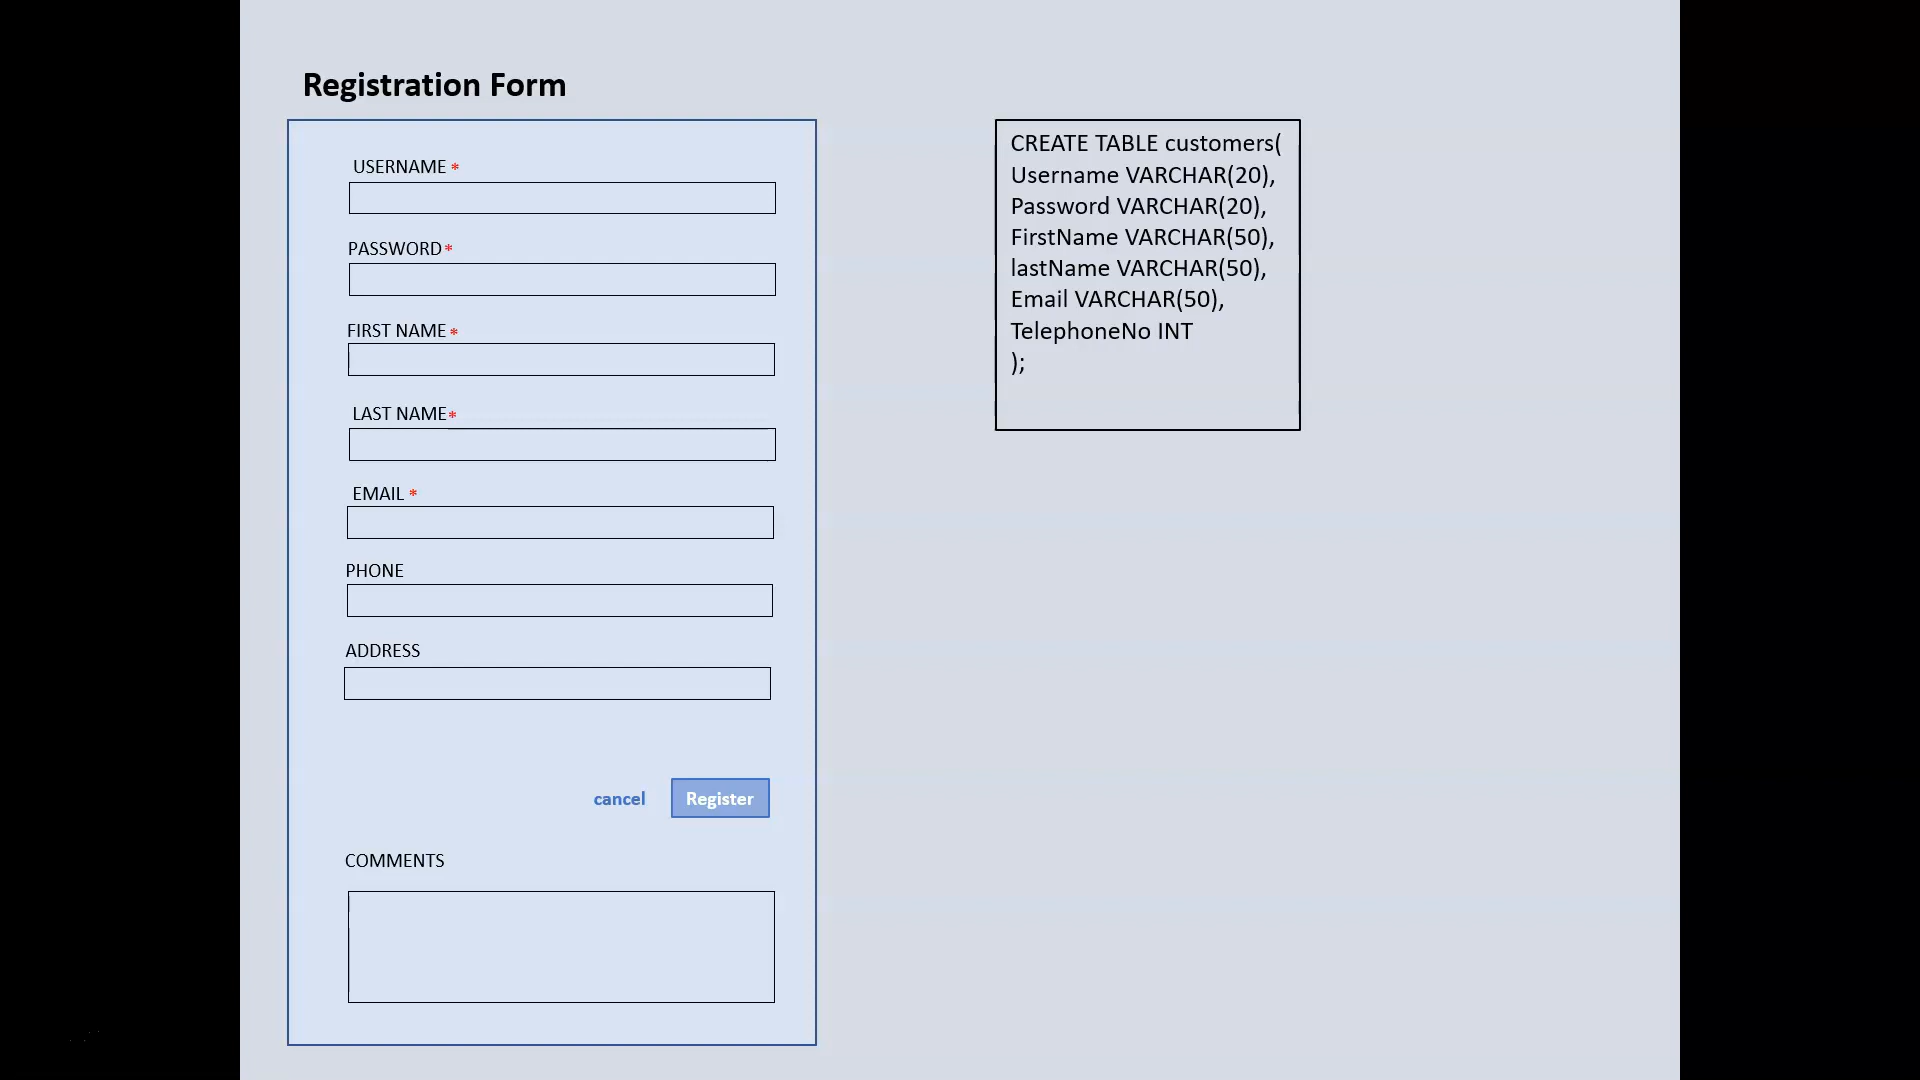 Registration Form
USERNAME *
PASSWORD*
FIRST NAME *
LAST NAME*
EMAIL *
PHONE
ADDRESS
cancel
Register
COMMENTS
CREATE TABLE customers(
Username VARCHAR(20),
Password VARCHAR(20),
FirstName VARCHAR(50),
lastName VARCHAR(50),
Email VARCHAR(50),
TelephoneNo INT
);